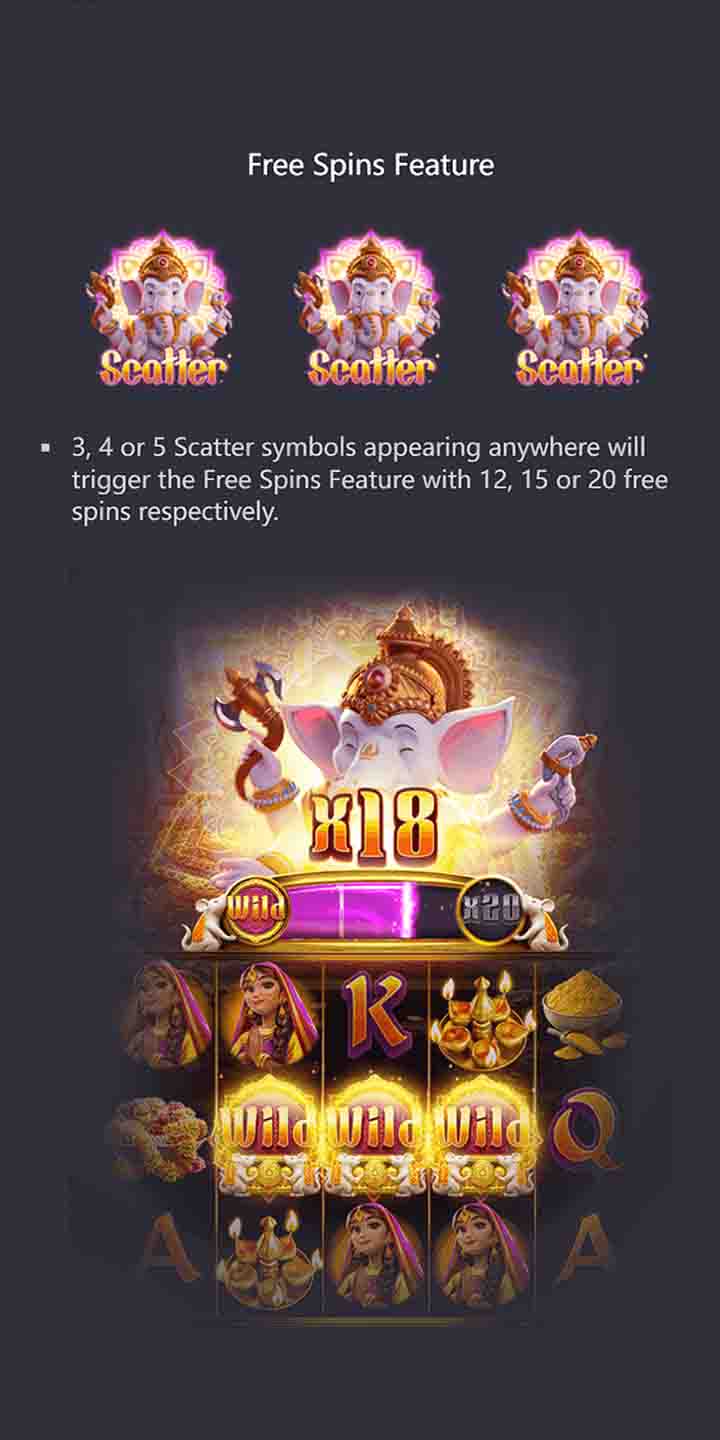 Free Spins Feature
Scatter Scatter Scatter
▪ 3, 4 or 5 Scatter symbols appearing anywhere will
trigger the Free Spins Feature with 12, 15 or 20 free
spins respectively.
x18
Wild x20
K
Wild Wild Wild Q
A A